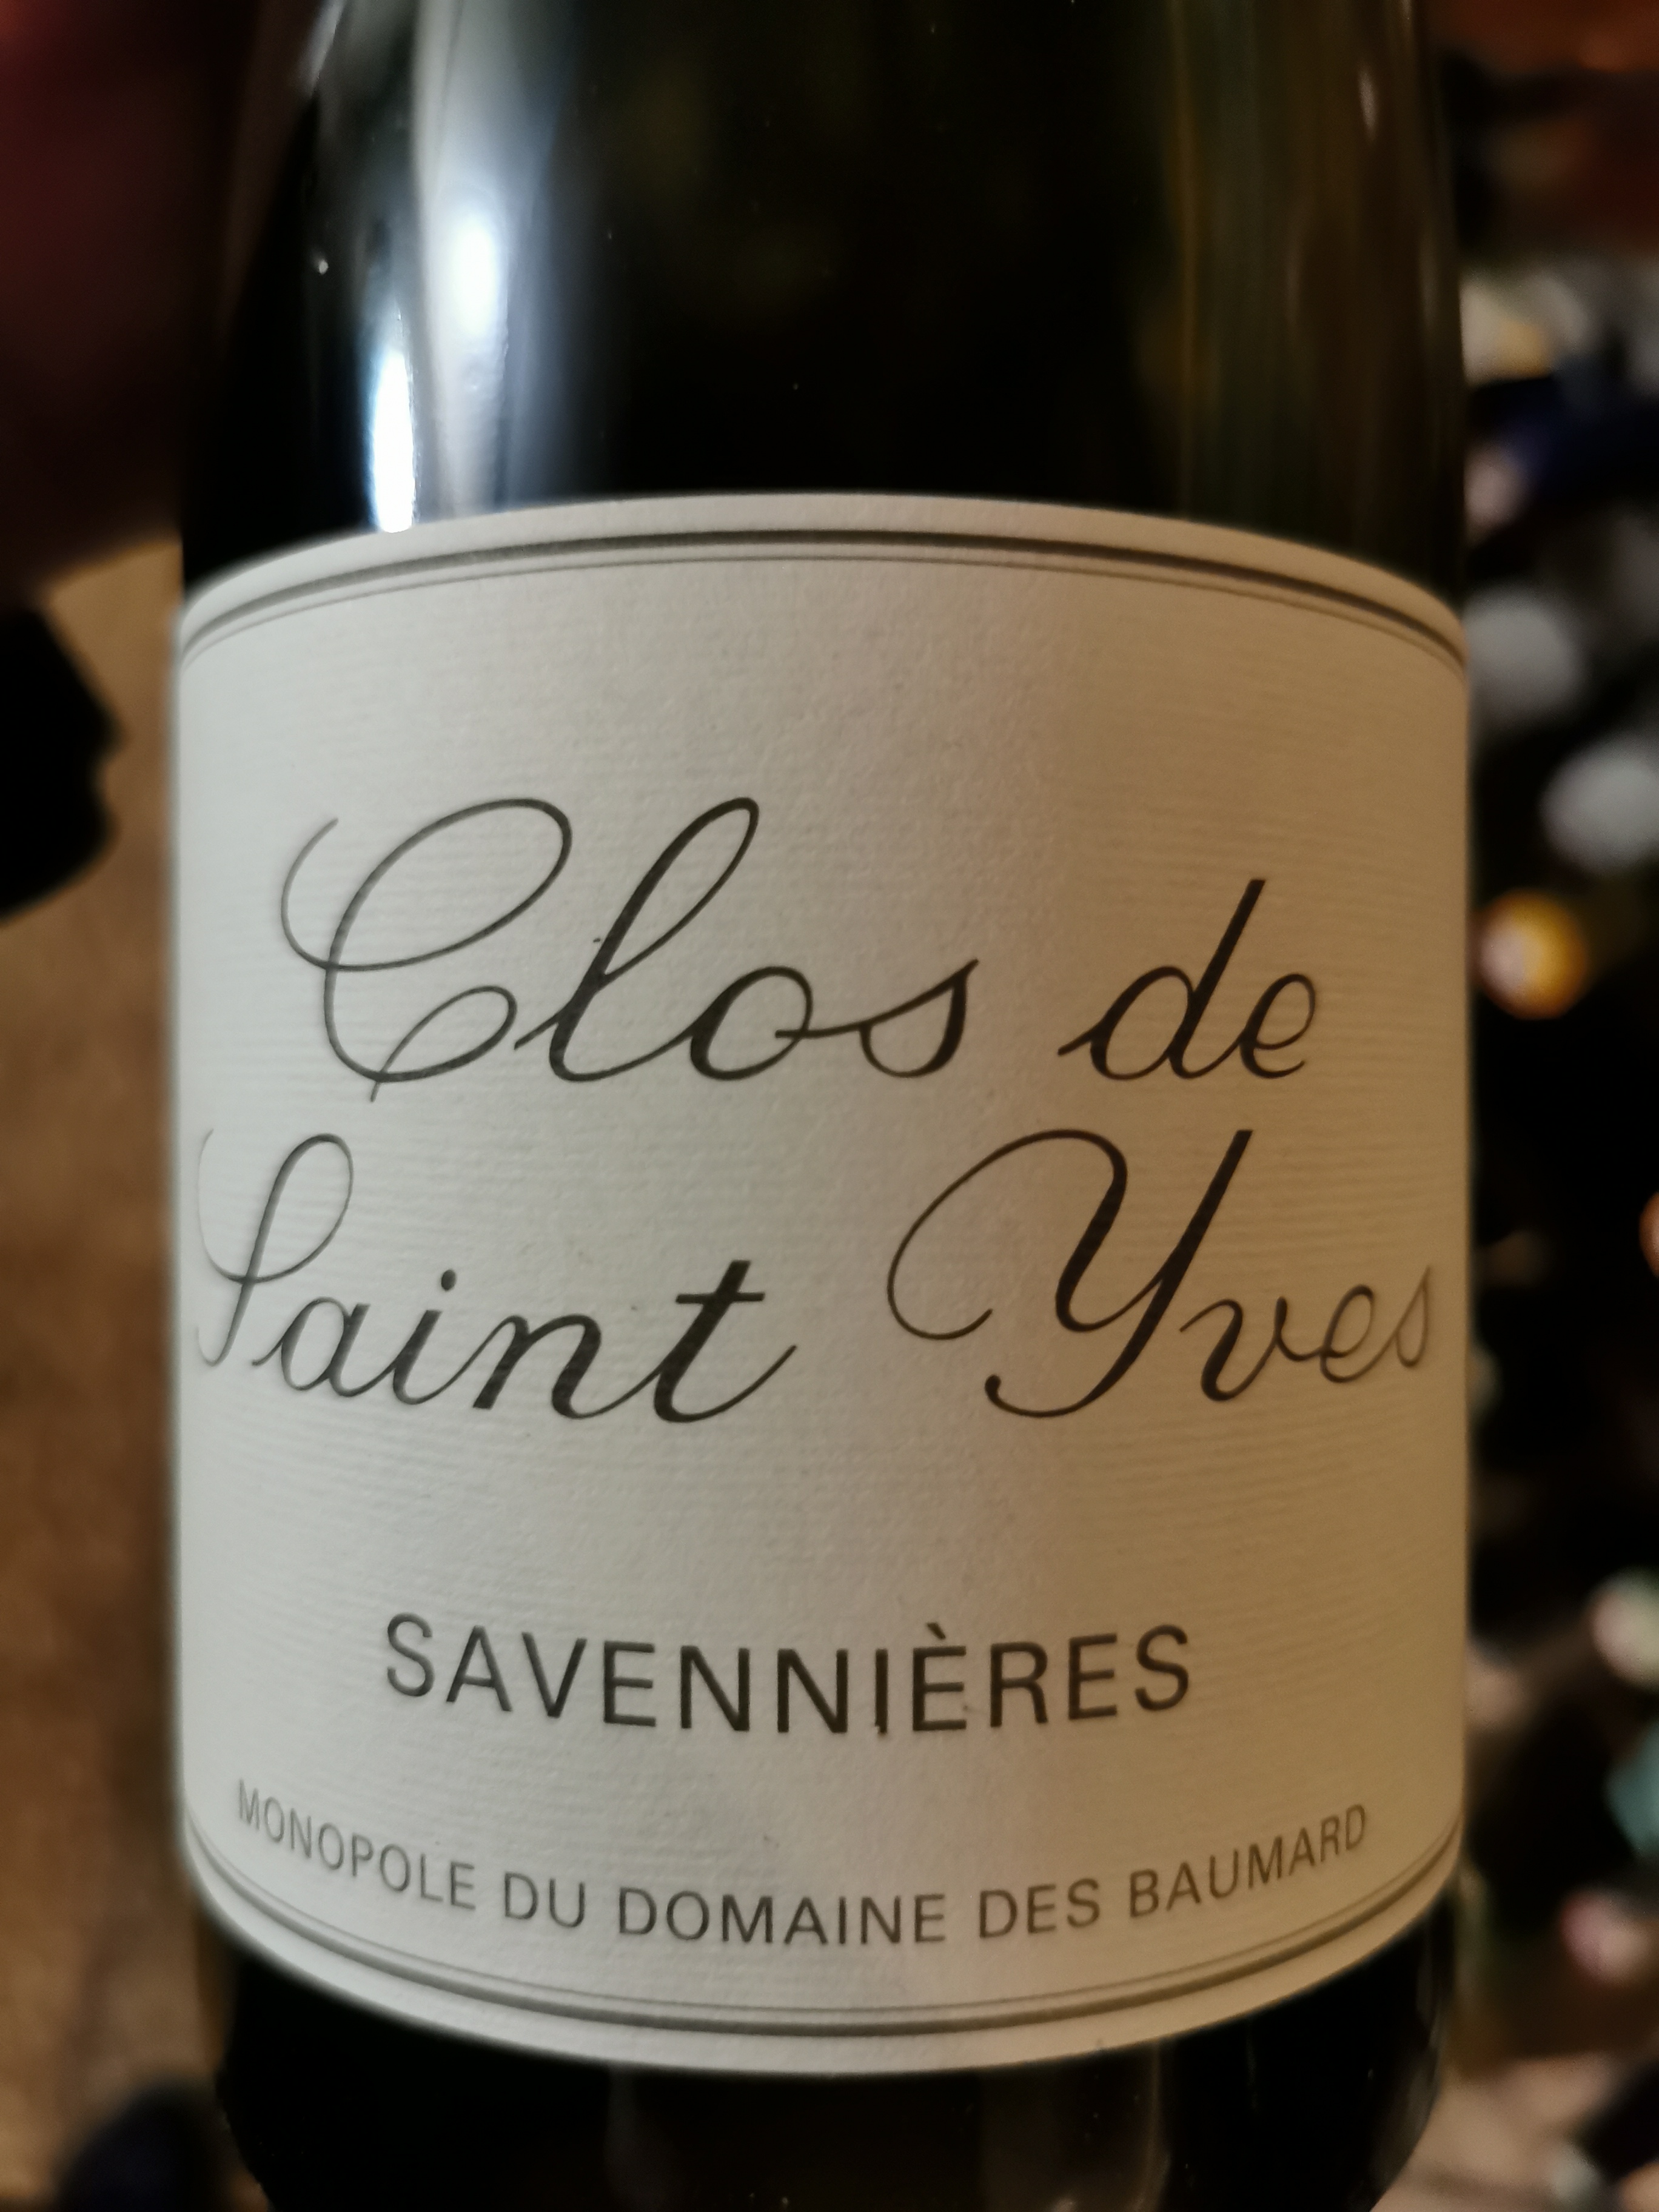 Clos de
Saint Yves
SAVENNIÈRES
MONOPOLE DU DOMAINE DES BAUMARD